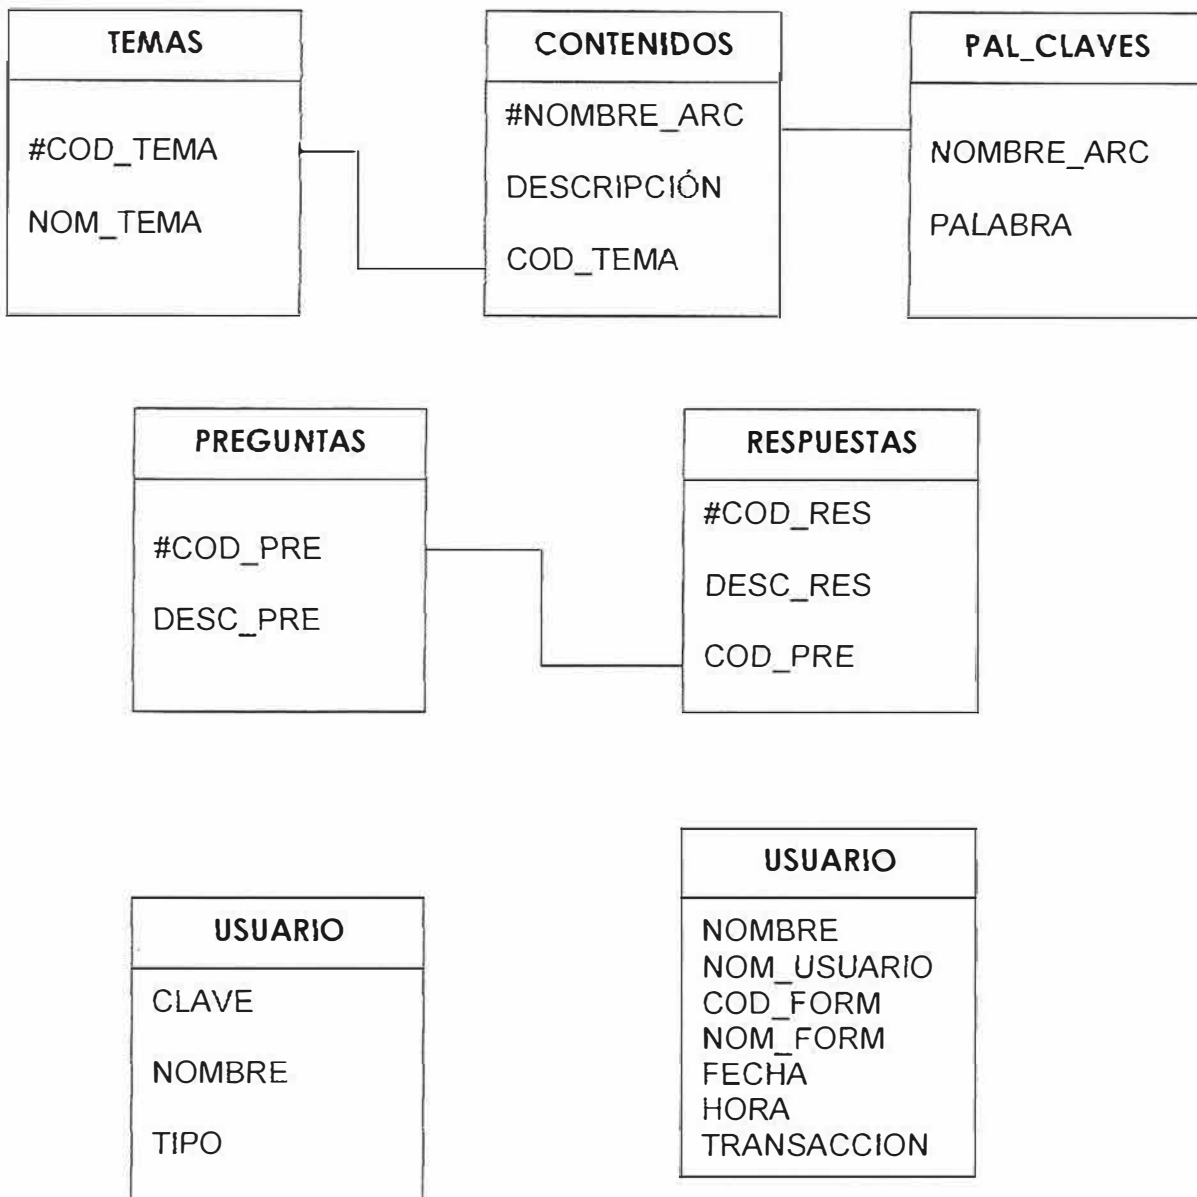 TEMAS
#COD_TEMA
NOM_TEMA
CONTENIDOS
#NOMBRE_ARC
DESCRIPCIÓN
COD_TEMA
PAL_CLAVES
NOMBRE_ARC
PALABRA
PREGUNTAS
#COD_PRE
DESC_PRE
RESPUESTAS
#COD_RES
DESC_RES
COD_PRE
USUARIO
CLAVE
NOMBRE
TIPO
USUARIO
NOMBRE
NOM_USUARIO
COD_FORM
NOM_FORM
FECHA
HORA
TRANSACCION